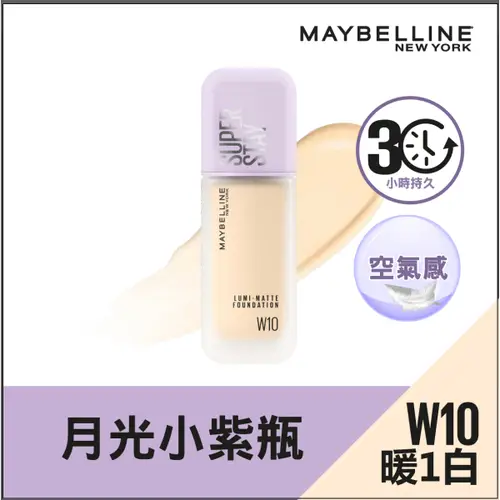 MAYBELLINE
NEW YORK
SUPER
STAY
MAYBELLINE
NEW YORK
LUMI-MATTE
FOUNDATION
W10
30
小時持久
空氣感
月光小紫瓶
W10
暖1白